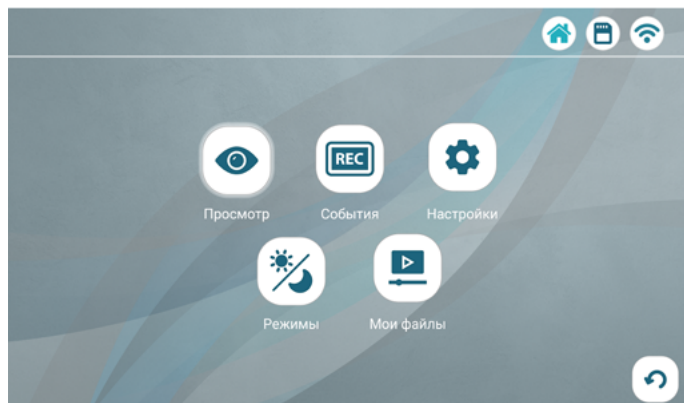 REC
Просмотр
События
Настройки
Режимы
Мои файлы